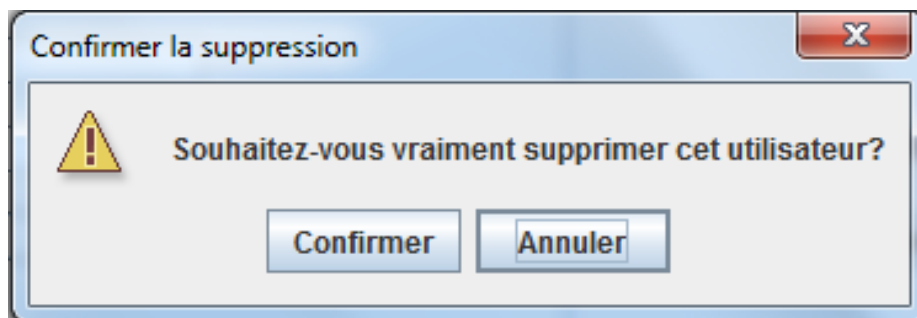 Confirmer la suppression
Souhaitez-vous vraiment supprimer cet utilisateur?
Confirmer Annuler